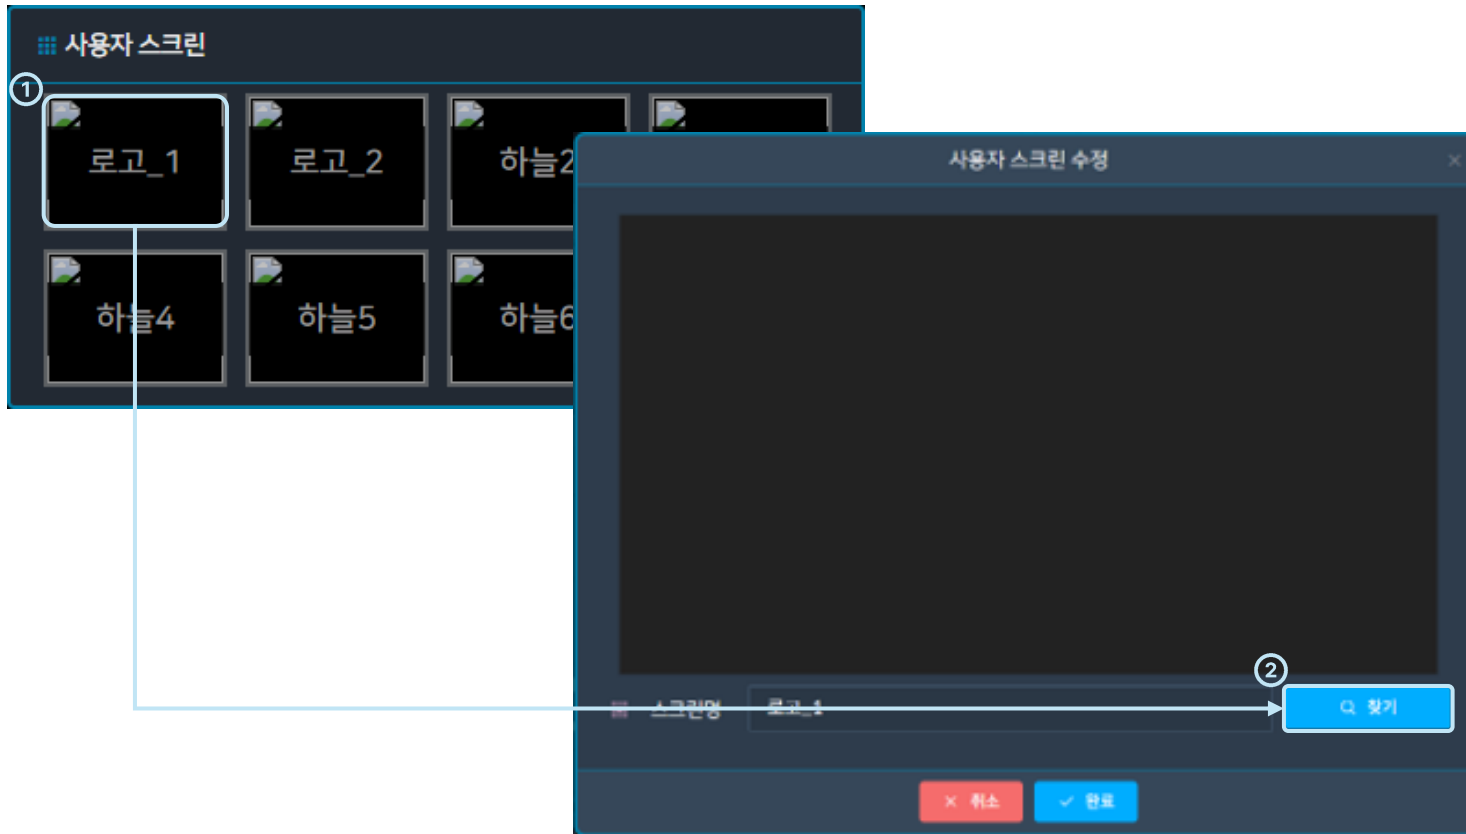 사용자 스크린
1
로고_1
로고_2
하늘2
하늘4
하늘5
하늘6
사용자 스크린 수정
2
스크린명
로고_1
찾기
취소
완료